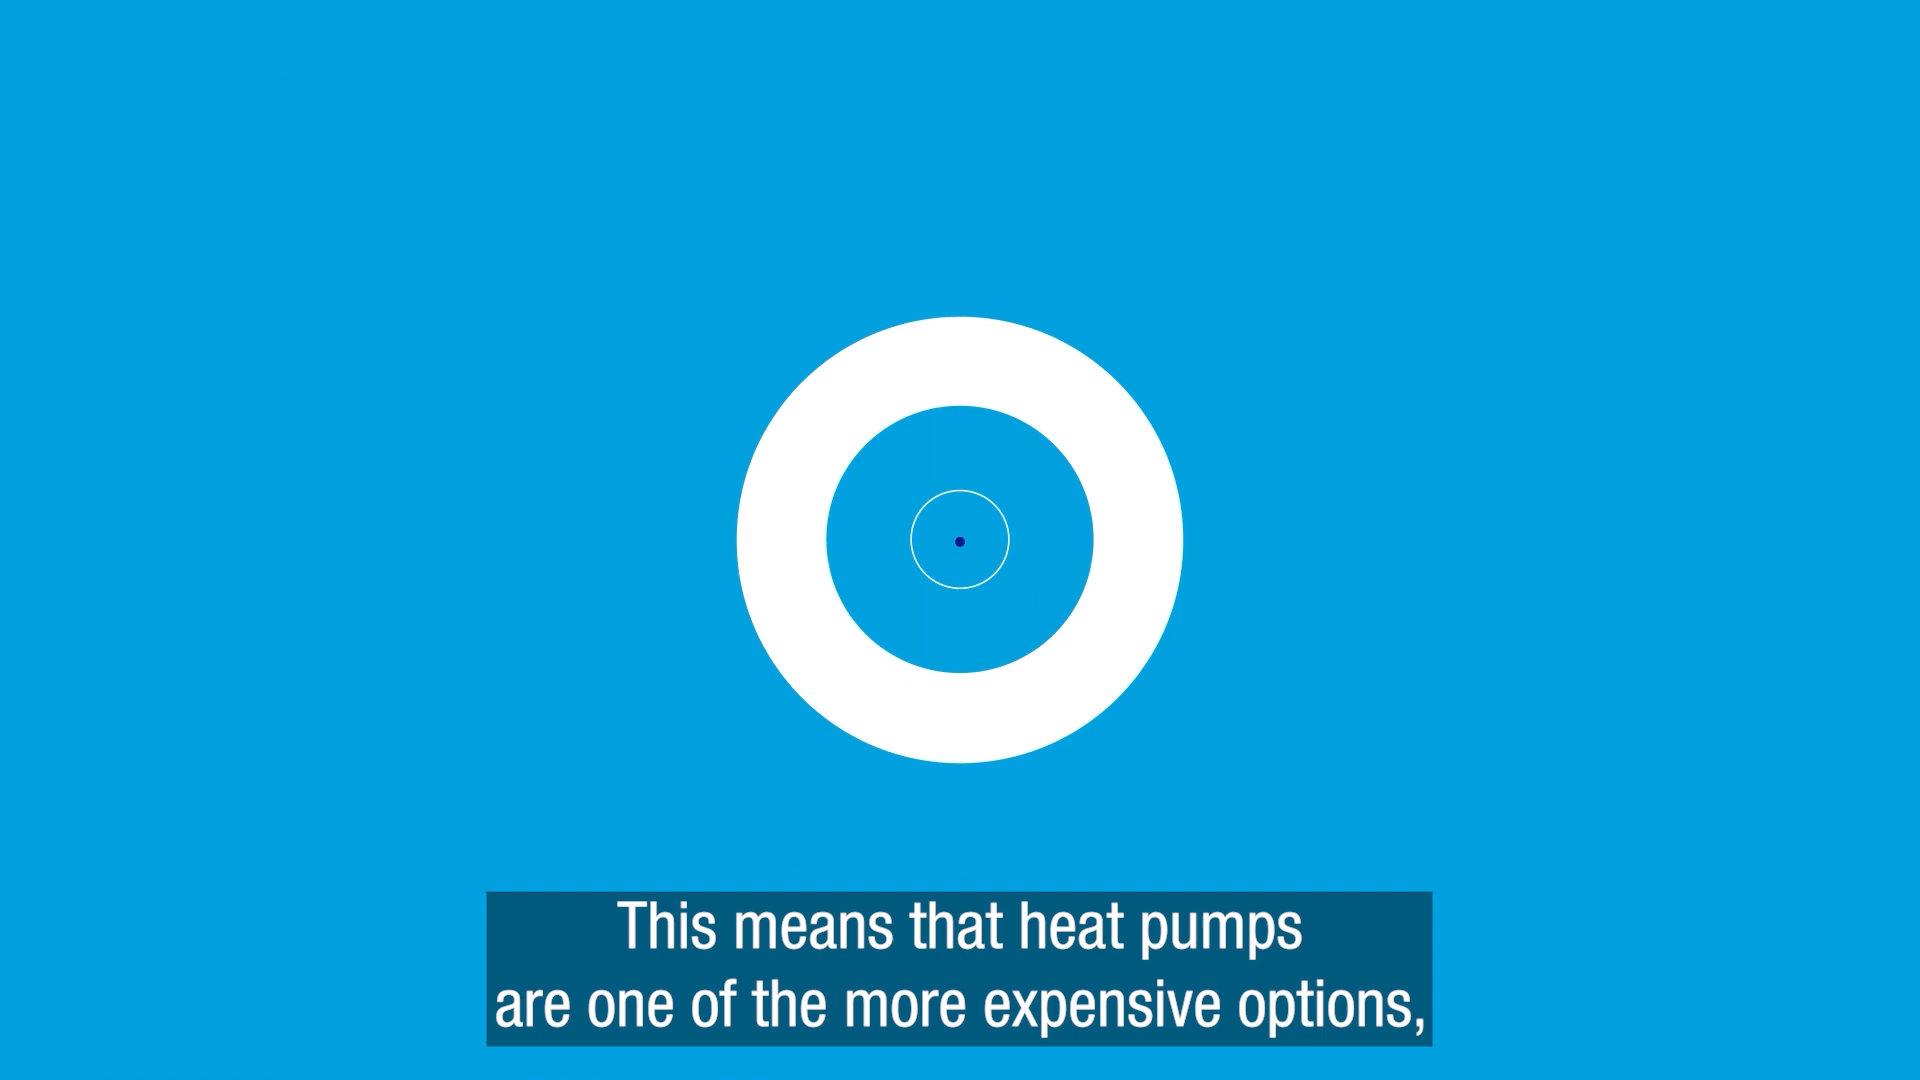 This means that heat pumps
are one of the more expensive options,